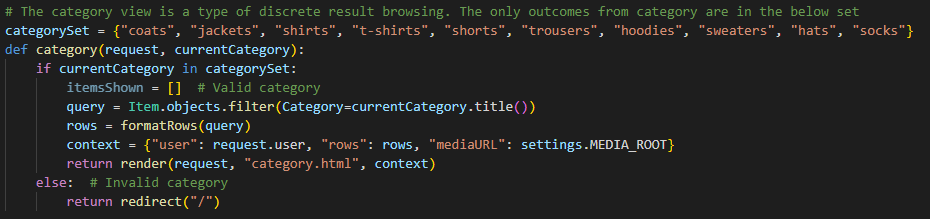 # The category view is a type of discrete result browsing. The only outcomes from category are in the below set
categorySet = {"coats", "jackets", "shirts", "t-shirts", "shorts", "trousers", "hoodies", "sweaters", "hats", "socks"}
def category(request, currentCategory):
    if currentCategory in categorySet:
        itemsShown = []  # Valid category
        query = Item.objects.filter(Category=currentCategory.title())
        rows = formatRows(query)
        context = {"user": request.user, "rows": rows, "mediaURL": settings.MEDIA_ROOT}
        return render(request, "category.html", context)
    else:  # Invalid category
        return redirect("/")